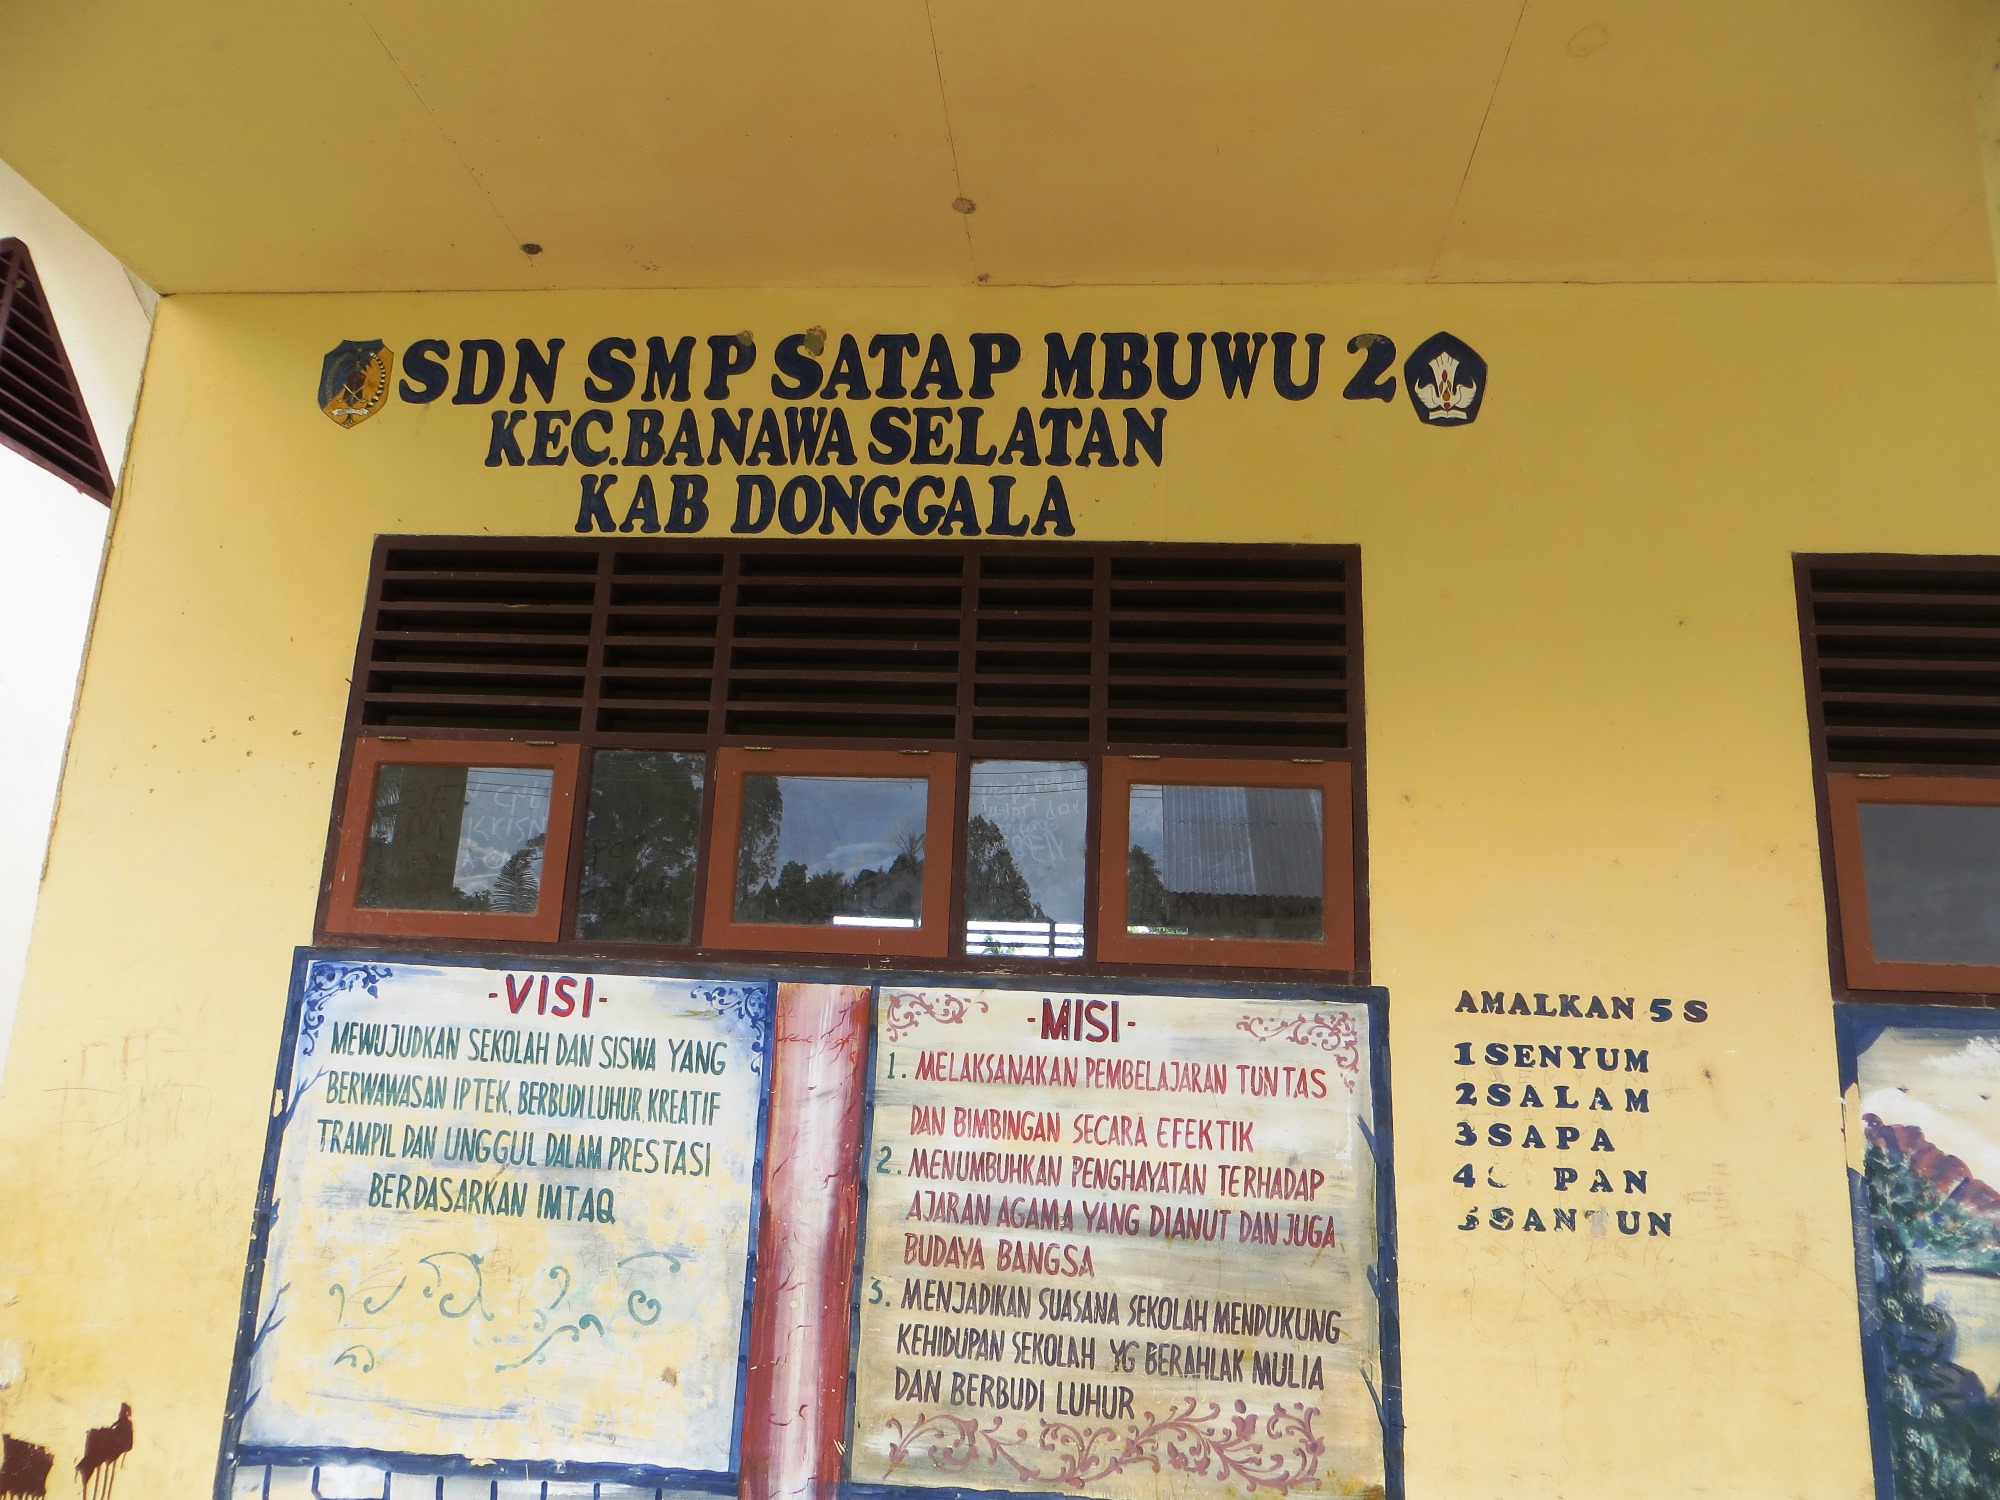 SDN SMP SATAP MBUWU 2
KEC.BANAWA SELATAN
KAB DONGGALA
-VISI-
MEWUJUDKAN SEKOLAH DAN SISWA YANG
BERWAWASAN IPTEK, BERBUDI LUHUR, KREATIF
TRAMPIL DAN UNGGUL DALAM PRESTASI
BERDASARKAN IMTAQ
-MISI-
1. MELAKSANAKAN PEMBELAJARAN TUNTAS
DAN BIMBINGAN SECARA EFEKTIK
2. MENUMBUHKAN PENGHAYATAN TERHADAP
AJARAN AGAMA YANG DIANUT DAN JUGA
BUDAYA BANGSA
3. MENJADIKAN SUASANA SEKOLAH MENDUKUNG
KEHIDUPAN SEKOLAH YG BERAHLAK MULIA
DAN BERBUDI LUHUR
AMALKAN 5 S
1 SENYUM
2 SALAM
3 SAPA
4 S PAN
5 SANTUN